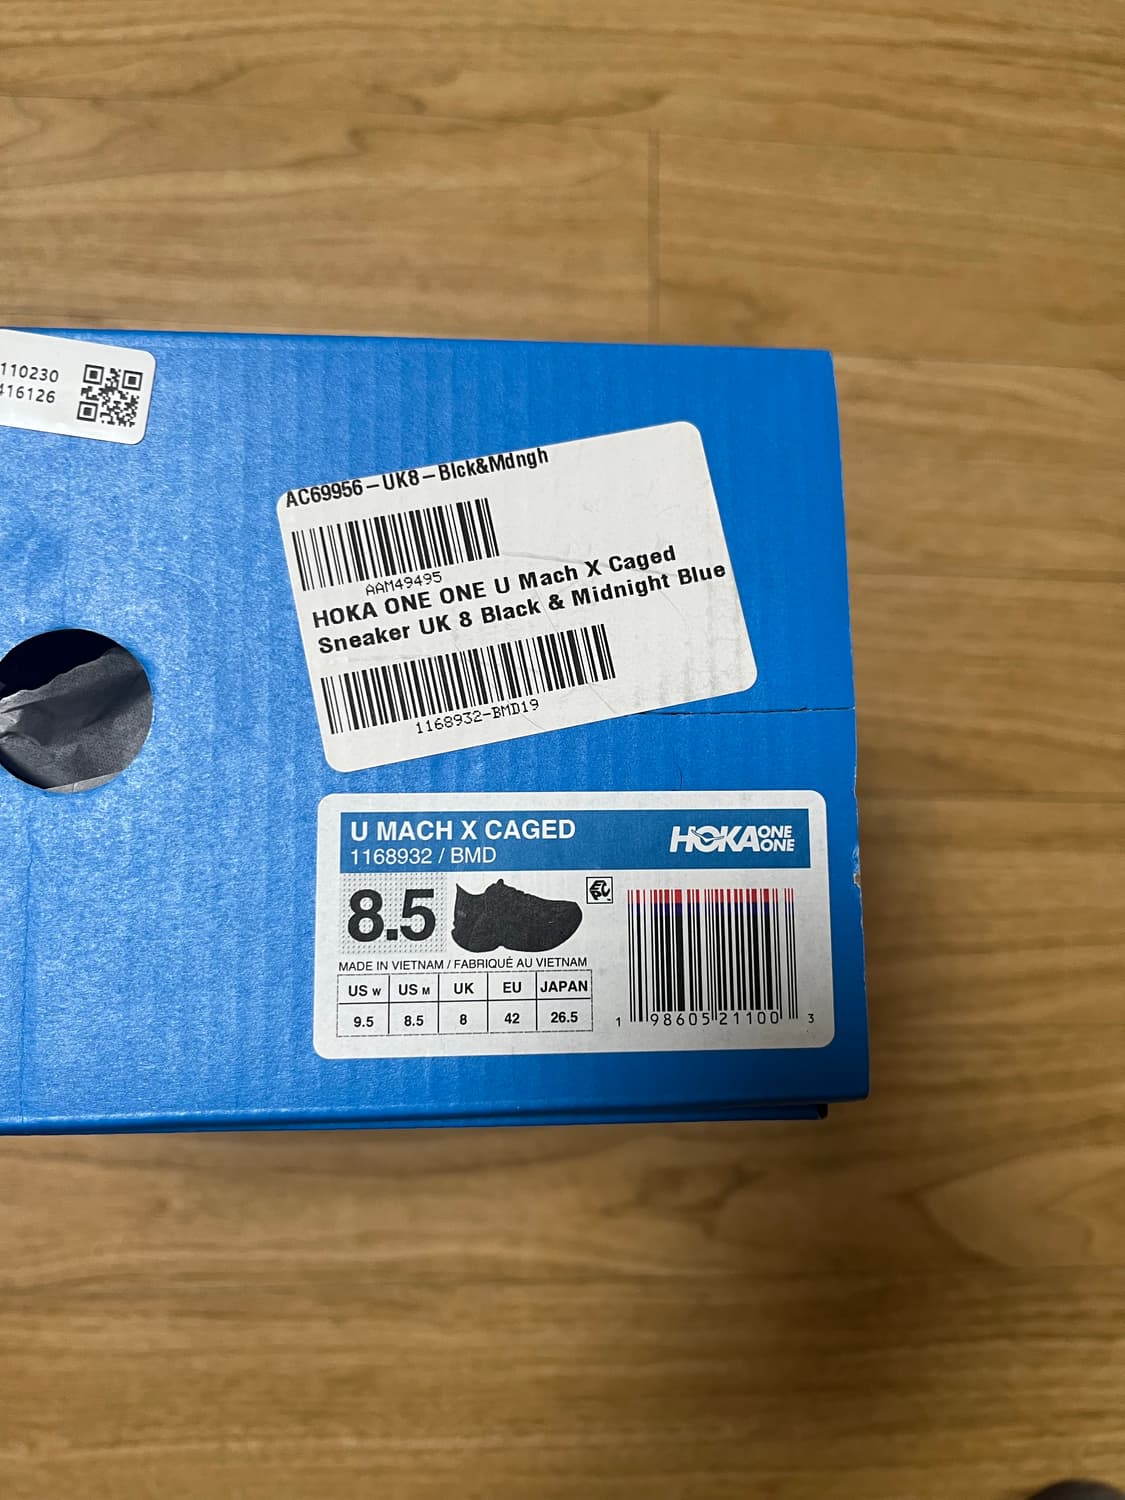 110230
416126
AC69956-UK8-Blck&Mdngh
AAM49495
HOKA ONE ONE U Mach X Caged
Sneaker UK 8 Black & Midnight Blue
1168932-BMD19
U MACH X CAGED
1168932 / BMD
HOKA ONE ONE
8.5
MADE IN VIETNAM / FABRIQUÉ AU VIETNAM
US W US M UK EU JAPAN
9.5 8.5 8 42 26.5
1 98605 21100 3